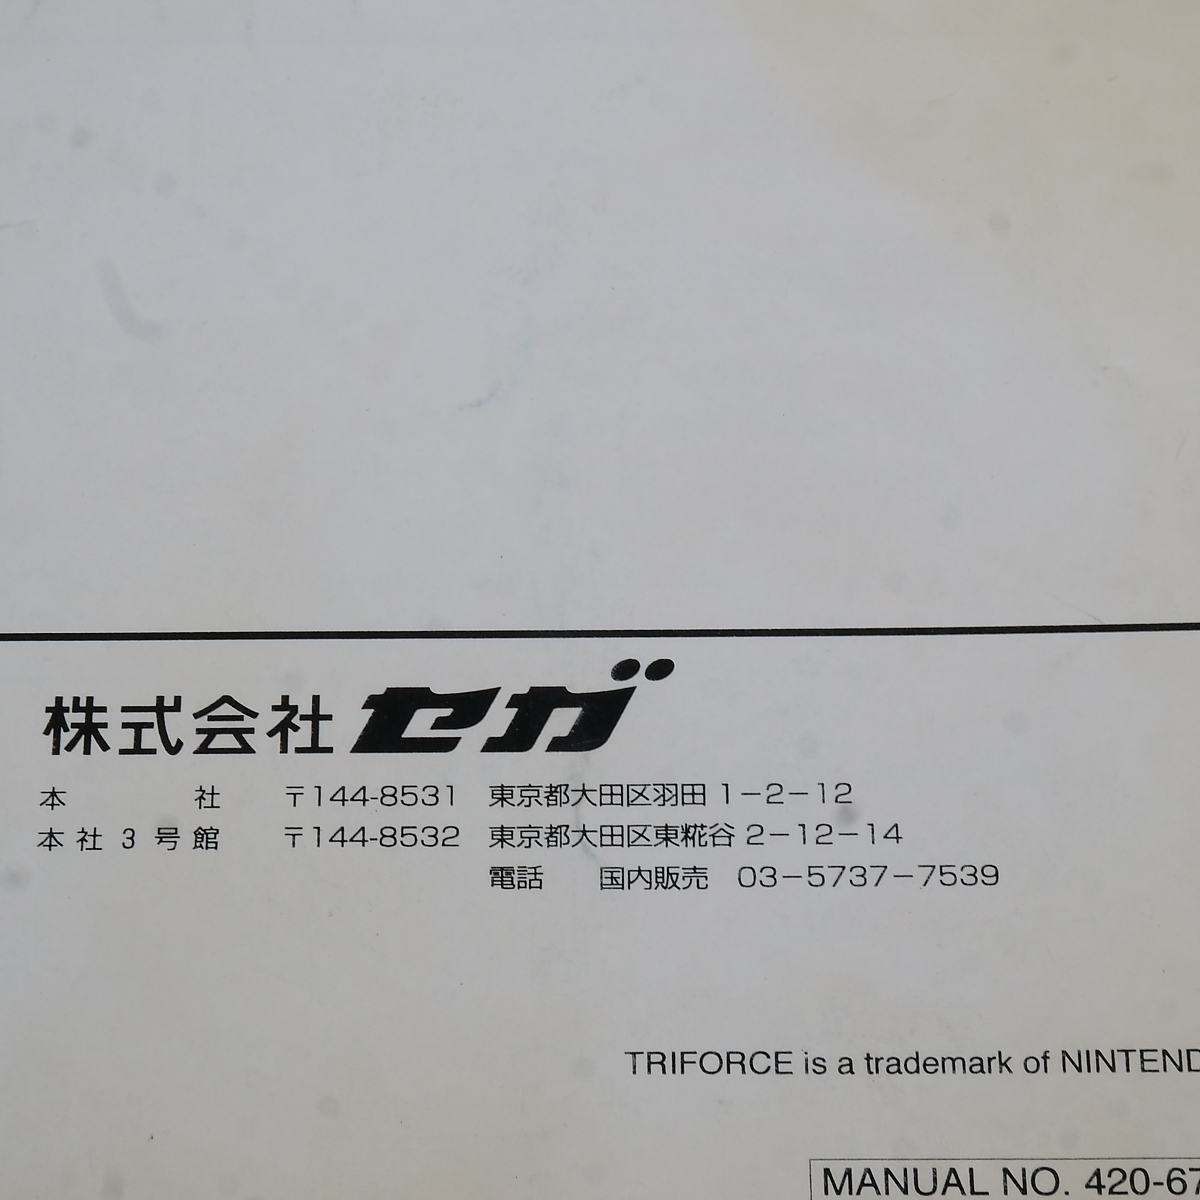 株式会社セガ
本社 〒144-8531 東京都大田区羽田 1−2−12
本社3号館 〒144-8532 東京都大田区東糀谷 2−12−14
電話 国内販売 03−5737−7539
TRIFORCE is a trademark of NINTEND
MANUAL NO. 420-67